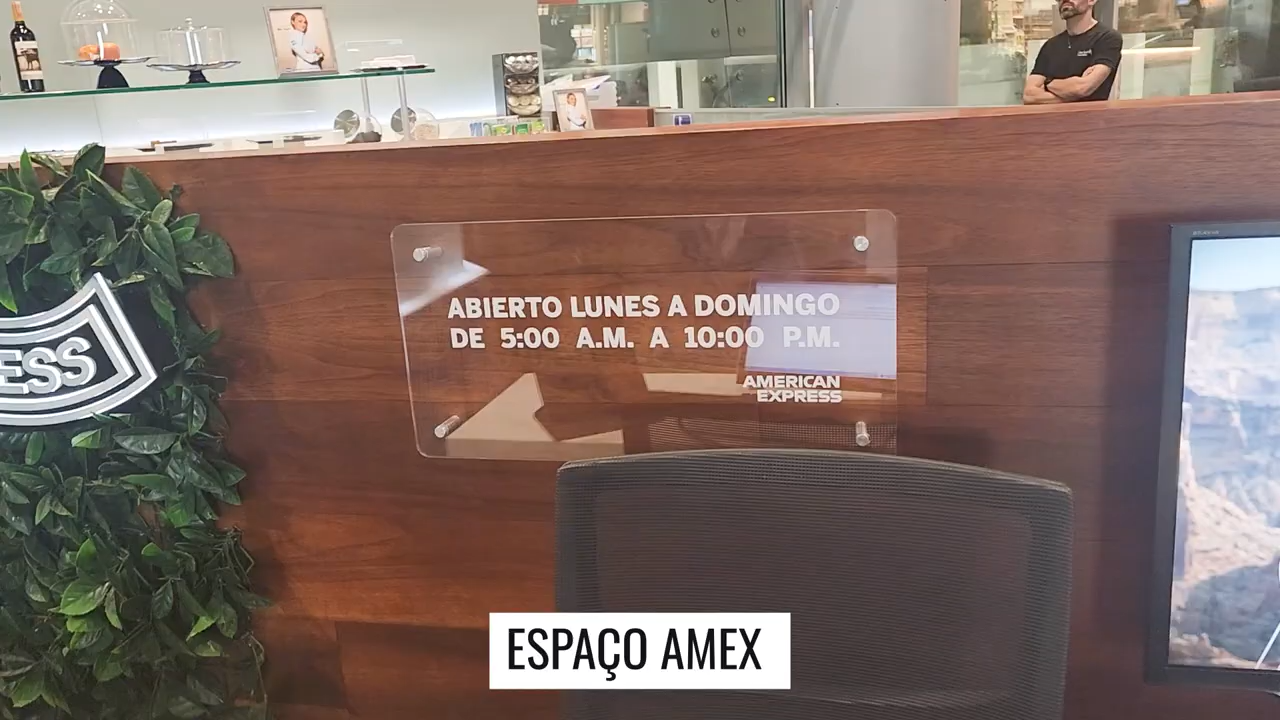 ESS
ABIERTO LUNES A DOMINGO
DE 5:00 A.M. A 10:00 P.M.
AMERICAN
EXPRESS
ESPAÇO AMEX